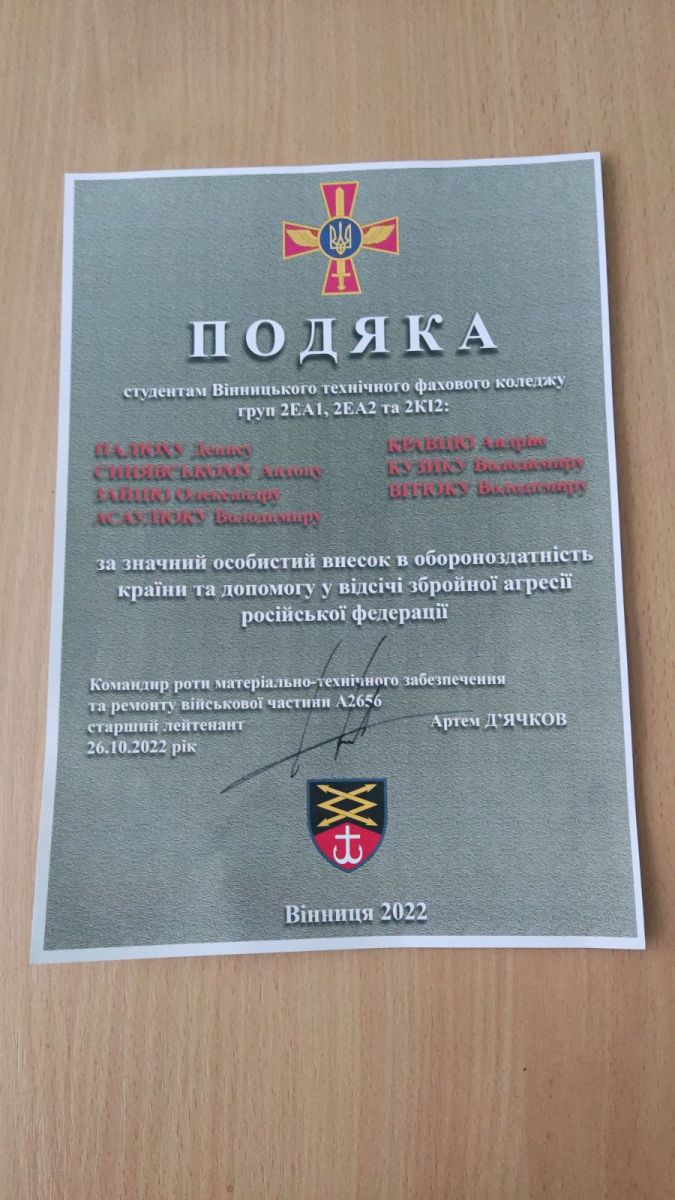 ПОДЯКА
студентам Вінницького технічного фахового коледжу
груп 2ЕА1, 2ЕА2 та 2КІ2:
ПАЛЮХУ Денису
СИНЯВСЬКОМУ Антону
ЗАЙЦЮ Олександру
АСАУЛЮКУ Володимиру
КРАВЦЮ Андрію
КУЗИКУ Володимиру
ВІТЮКУ Володимиру
за значний особистий внесок в обороноздатність
країни та допомогу у відсічі збройної агресії
російської федерації
Командир роти матеріально-технічного забезпечення
та ремонту військової частини А2656
старший лейтенант Артем Д’ЯЧКОВ
26.10.2022 рік
Вінниця 2022